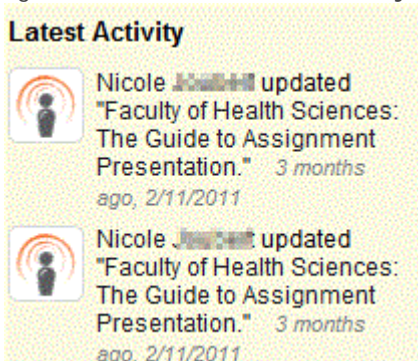 Latest Activity
Nicole updated
"Faculty of Health Sciences:
The Guide to Assignment
Presentation." 3 months
ago, 2/11/2011
Nicole updated
"Faculty of Health Sciences:
The Guide to Assignment
Presentation." 3 months
ago, 2/11/2011